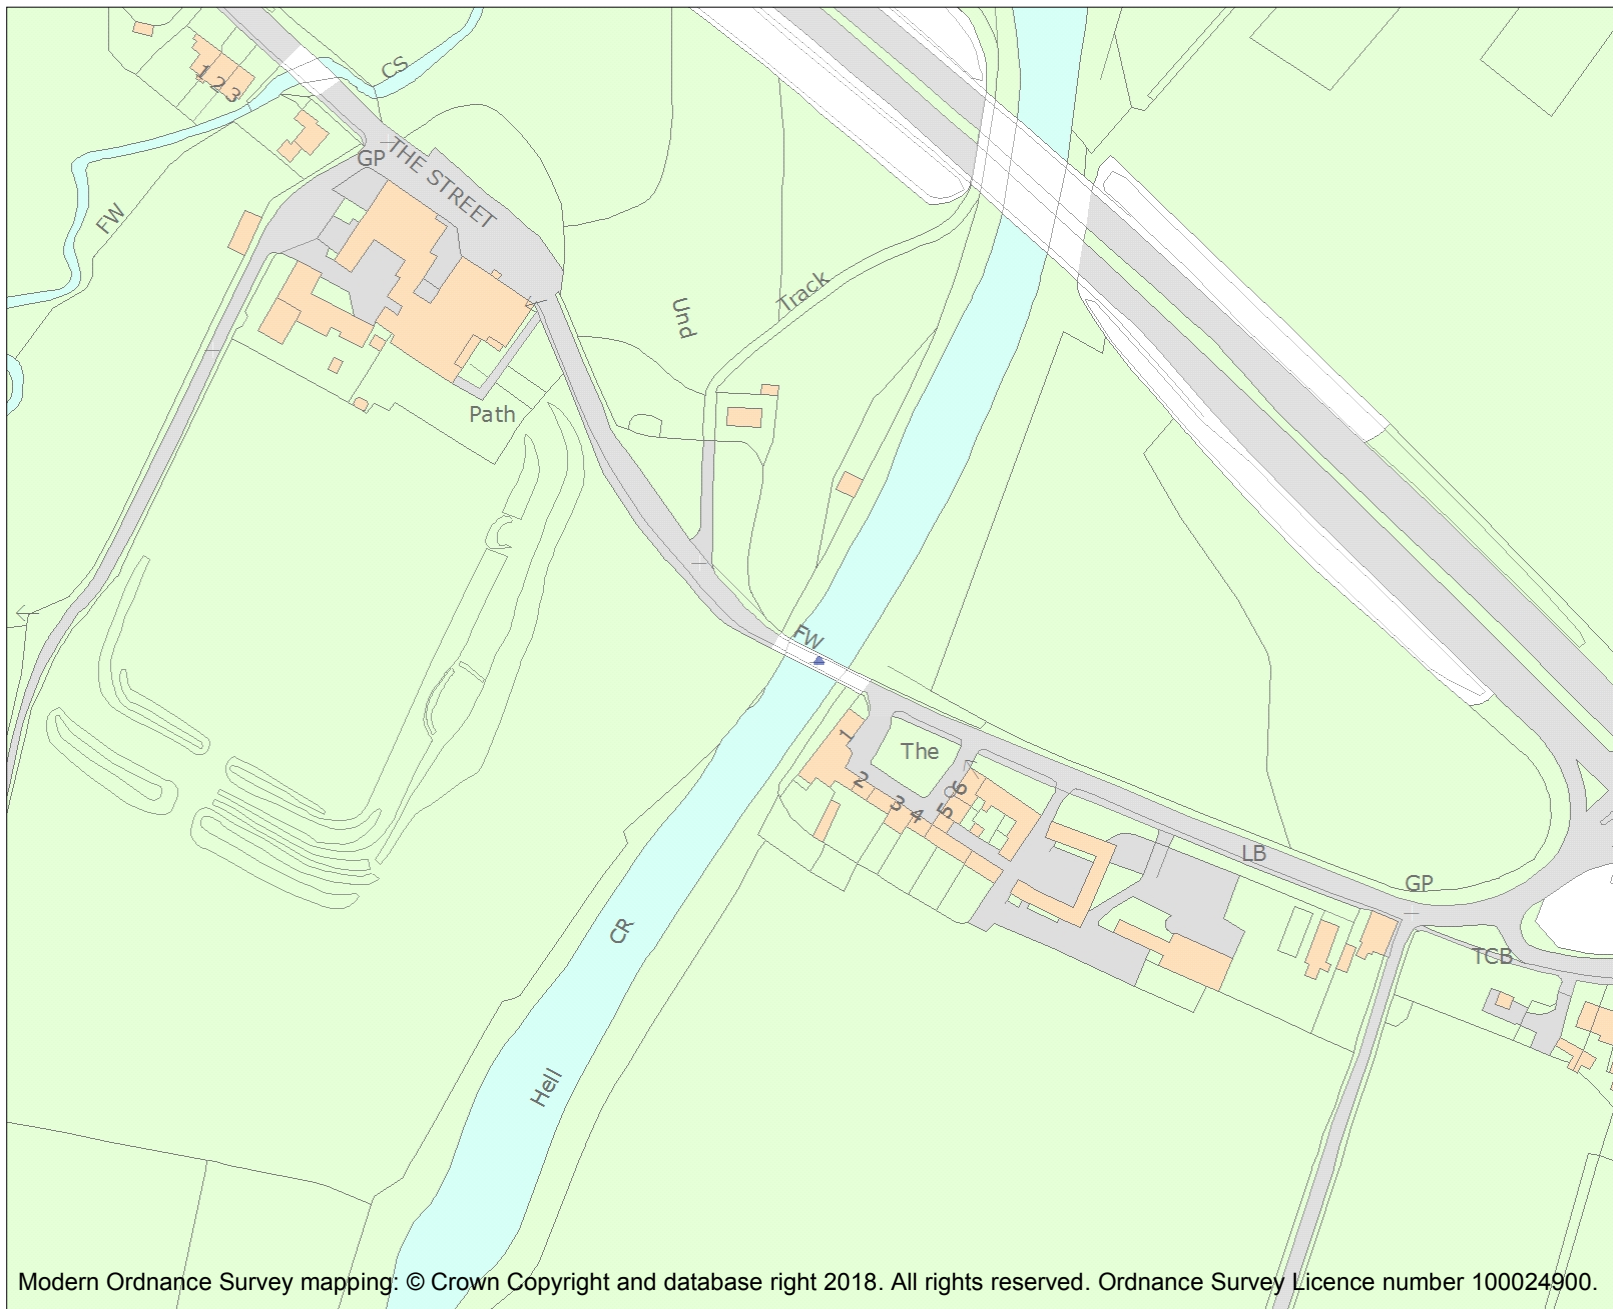 CS
1 2 3
GP
THE STREET
FW
Track
Und
Path
FW
The
1
2
3
4
5
6
LB
GP
CR
TCB
Hell
Modern Ordnance Survey mapping: © Crown Copyright and database right 2018. All rights reserved. Ordnance Survey Licence number 100024900.